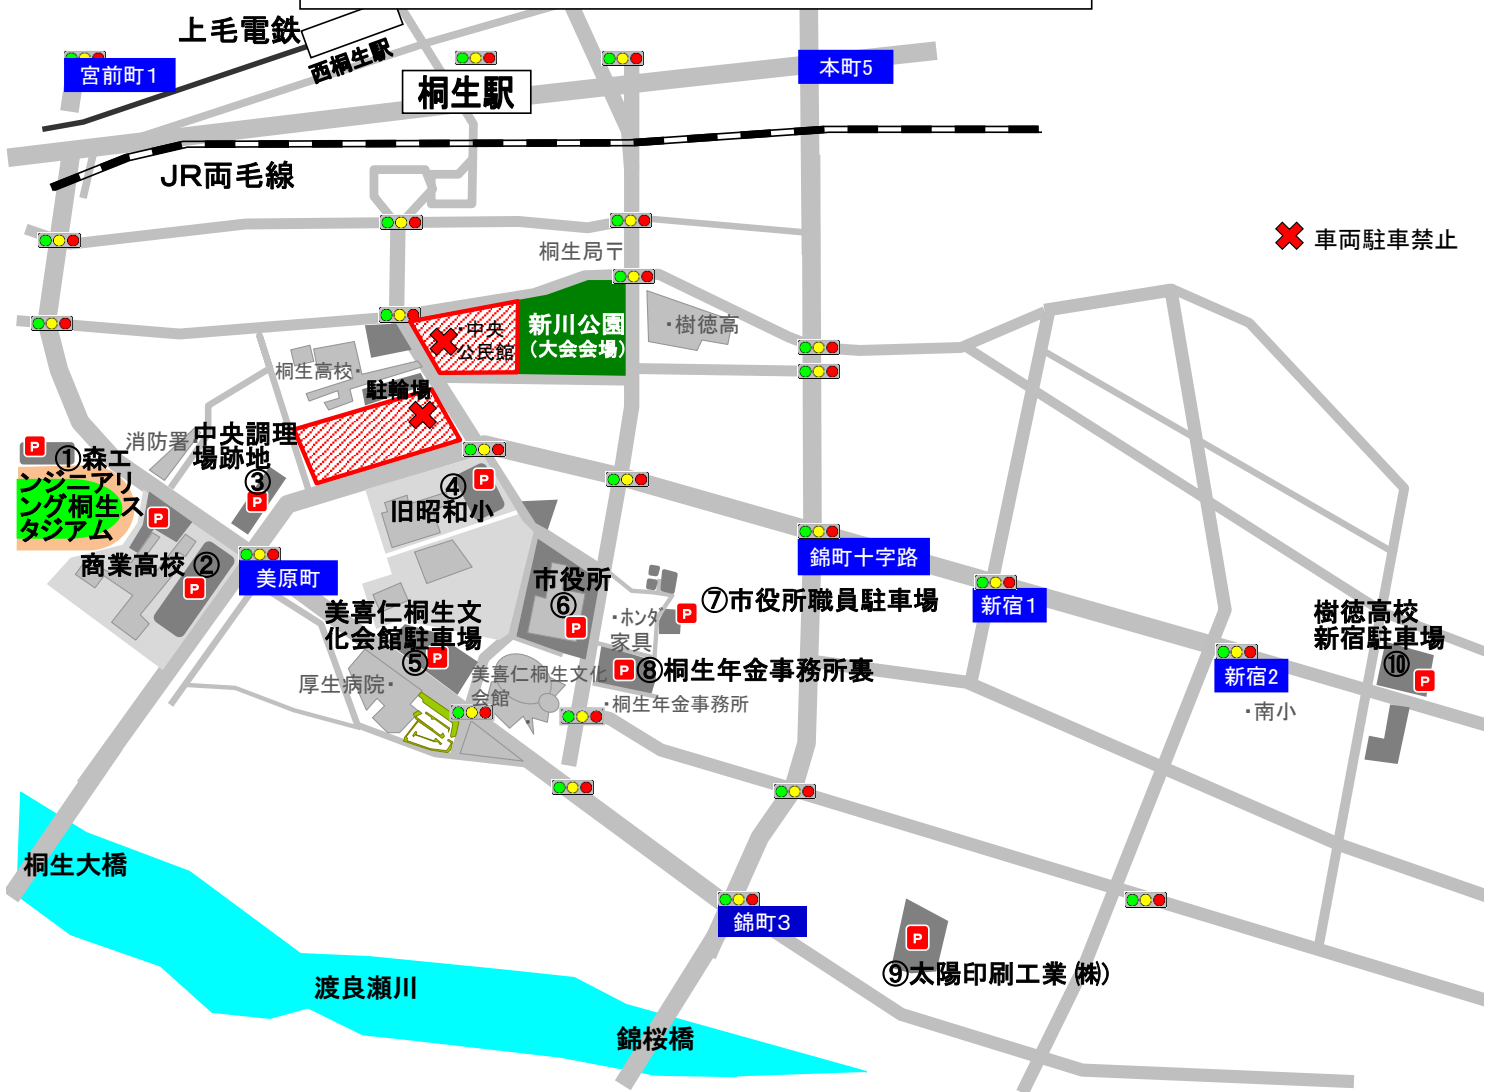 上毛電鉄
西桐生駅
宮前町1
桐生駅
本町5
JR両毛線
桐生局〒
車両駐車禁止
・中央
公民館
新川公園
(大会会場)
・樹徳高
桐生高校・
駐輪場
消防署
中央調理
場跡地
③
P
①森エ
ンジニアリ
ング桐生ス
タジアム
P
P
④
旧昭和小
P
商業高校②
P
美原町
錦町十字路
市役所
⑥
P
新宿1
⑦市役所職員駐車場
P
・ホンダ
家具
美喜仁桐生文
化会館駐車場
⑤
P
樹徳高校
新宿駐車場
⑩
P
⑧桐生年金事務所裏
P
新宿2
・南小
厚生病院・
美喜仁桐生文化
会館
・桐生年金事務所
桐生大橋
錦町3
P
⑨太陽印刷工業㈱)
渡良瀬川
錦桜橋